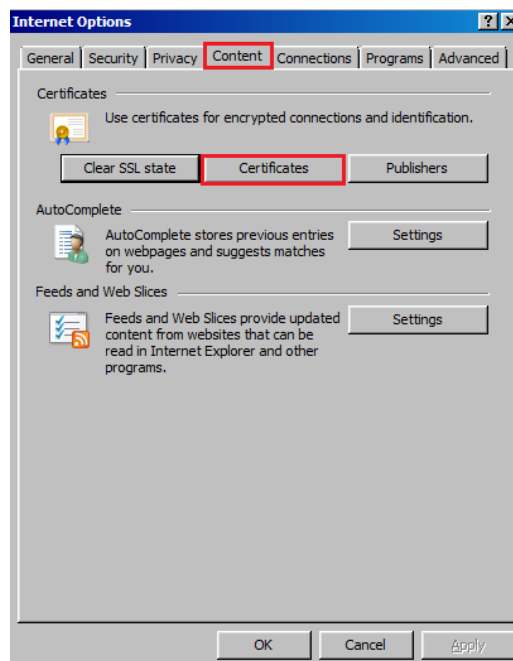 Internet Options
General Security Privacy Content Connections Programs Advanced
Certificates
Use certificates for encrypted connections and identification.
Clear SSL state Certificates Publishers
AutoComplete
AutoComplete stores previous entries
on webpages and suggests matches
for you.
Settings
Feeds and Web Slices
Feeds and Web Slices provide updated
content from websites that can be
read in Internet Explorer and other
programs.
Settings
OK Cancel Apply